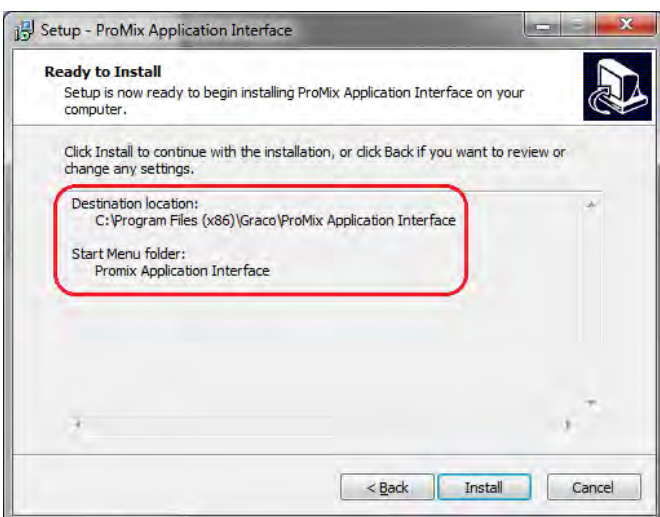 Setup - ProMix Application Interface
Ready to Install
Setup is now ready to begin installing ProMix Application Interface on your
computer.
Click Install to continue with the installation, or click Back if you want to review or
change any settings.
Destination location:
C:\Program Files (x86)\Graco\ProMix Application Interface
Start Menu folder:
Promix Application Interface
< Back
Install
Cancel